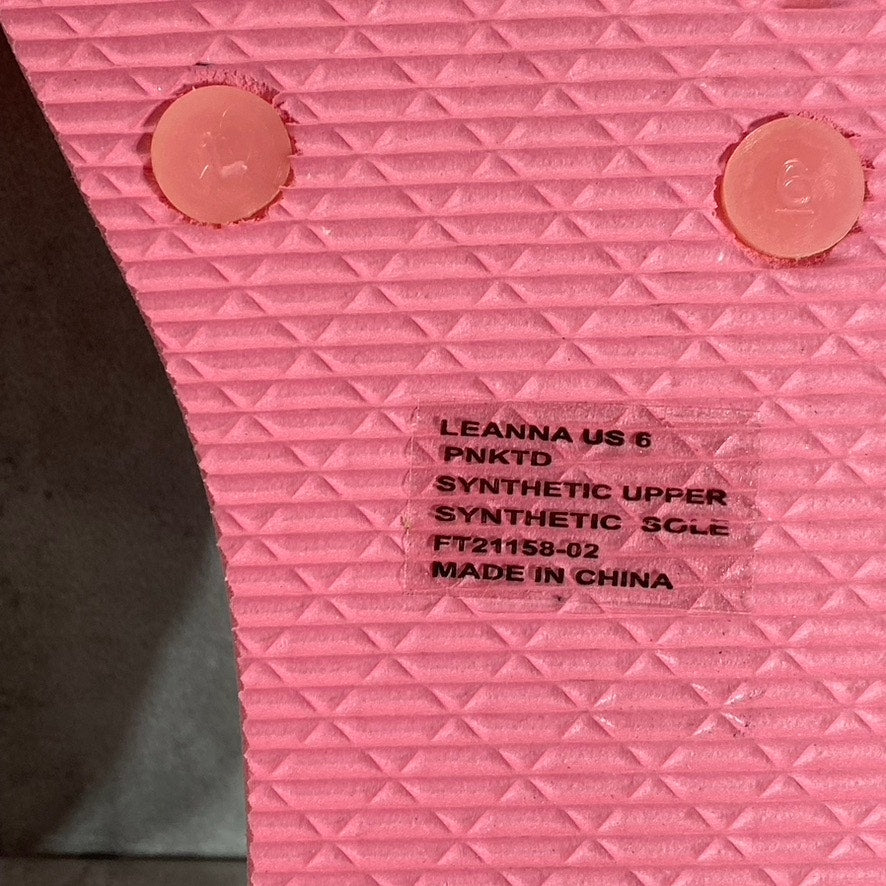 LEANNA US 6
PNKTD
SYNTHETIC UPPER
SYNTHETIC SOLE
FT21158-02
MADE IN CHINA